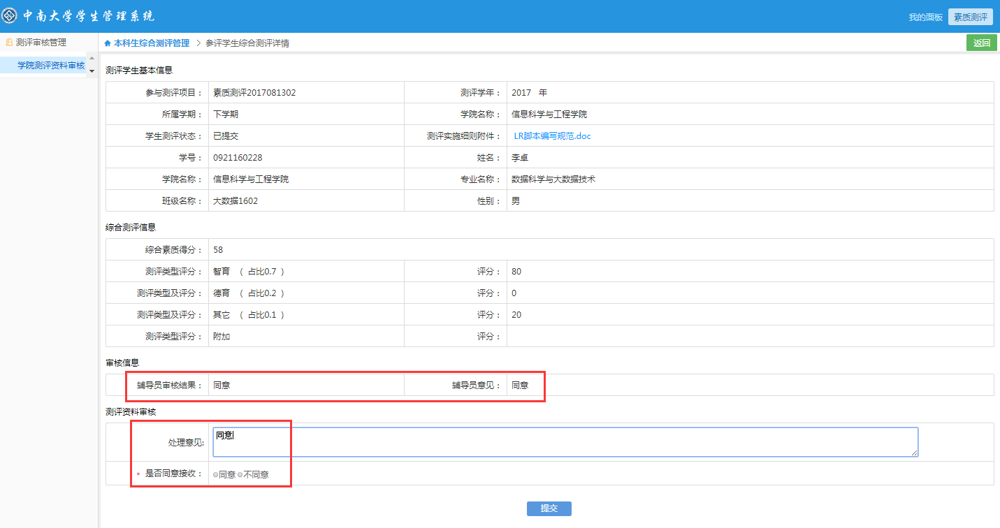 中南大学学生管理系统
我的面板 素质测评
测评审核管理
学院测评资料审核
本科生综合测评管理 > 参评学生综合测评详情
返回
测评学生基本信息
参与测评项目： 素质测评2017081302 测评学年： 2017 年
所属学期： 下学期 学院名称： 信息科学与工程学院
学生测评状态： 已提交 测评实施细则附件： LR脚本编写规范.doc
学号： 0921160228 姓名： 李卓
学院名称： 信息科学与工程学院 专业名称： 数据科学与大数据技术
班级名称： 大数据1602 性别： 男
综合测评信息
综合素质得分： 58
测评类型评分： 智育 （ 占比0.7 ） 评分： 80
测评类型及评分： 德育 （ 占比0.2 ） 评分： 0
测评类型及评分： 其它 （ 占比0.1 ） 评分： 20
测评类型评分： 附加 评分：
审核信息
辅导员审核结果： 同意 辅导员意见： 同意
测评资料审核
处理意见: 同意
* 是否同意接收： 同意 不同意
提交